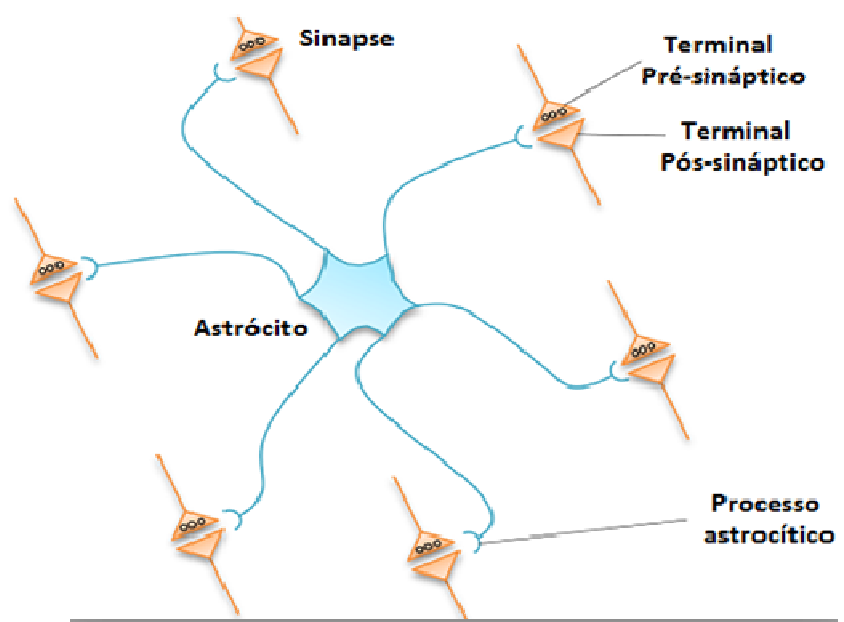 Sinapse
Terminal
Pré-sináptico
Terminal
Pós-sináptico
Astrócito
Processo
astrocítico